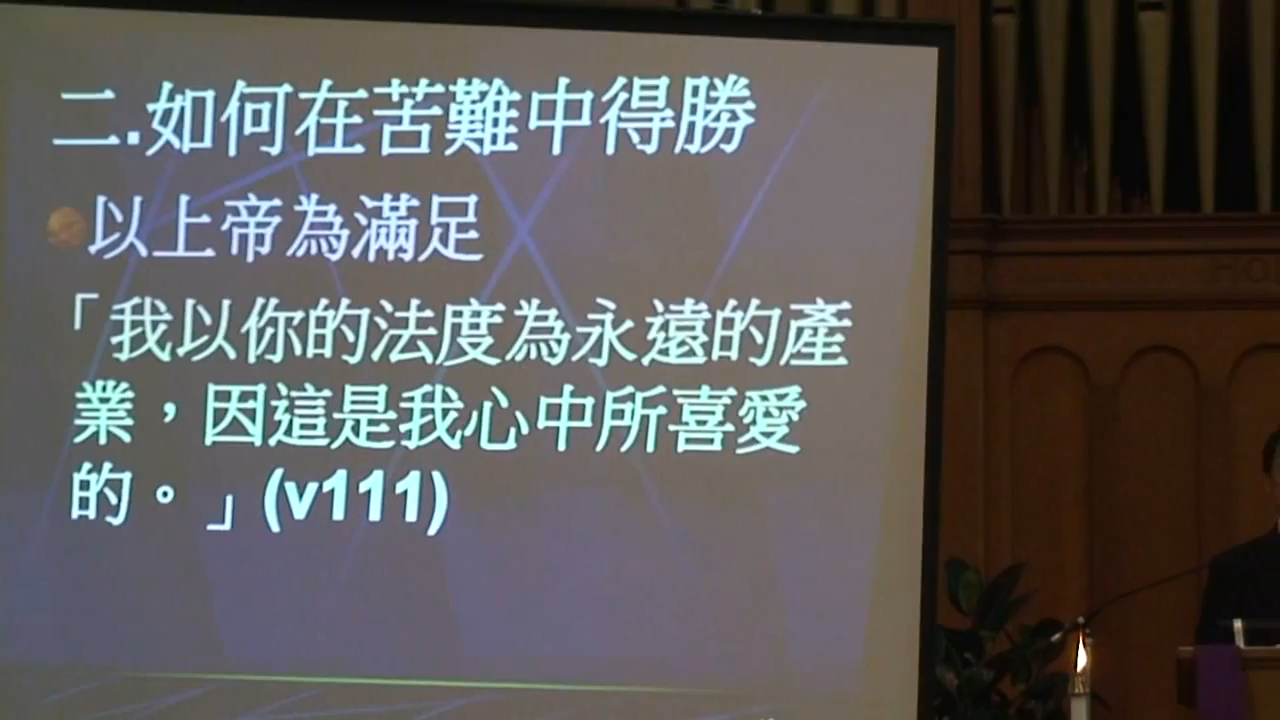 二.如何在苦難中得勝
以上帝為滿足
「我以你的法度為永遠的產
業，因這是我心中所喜愛
的。」(v111)